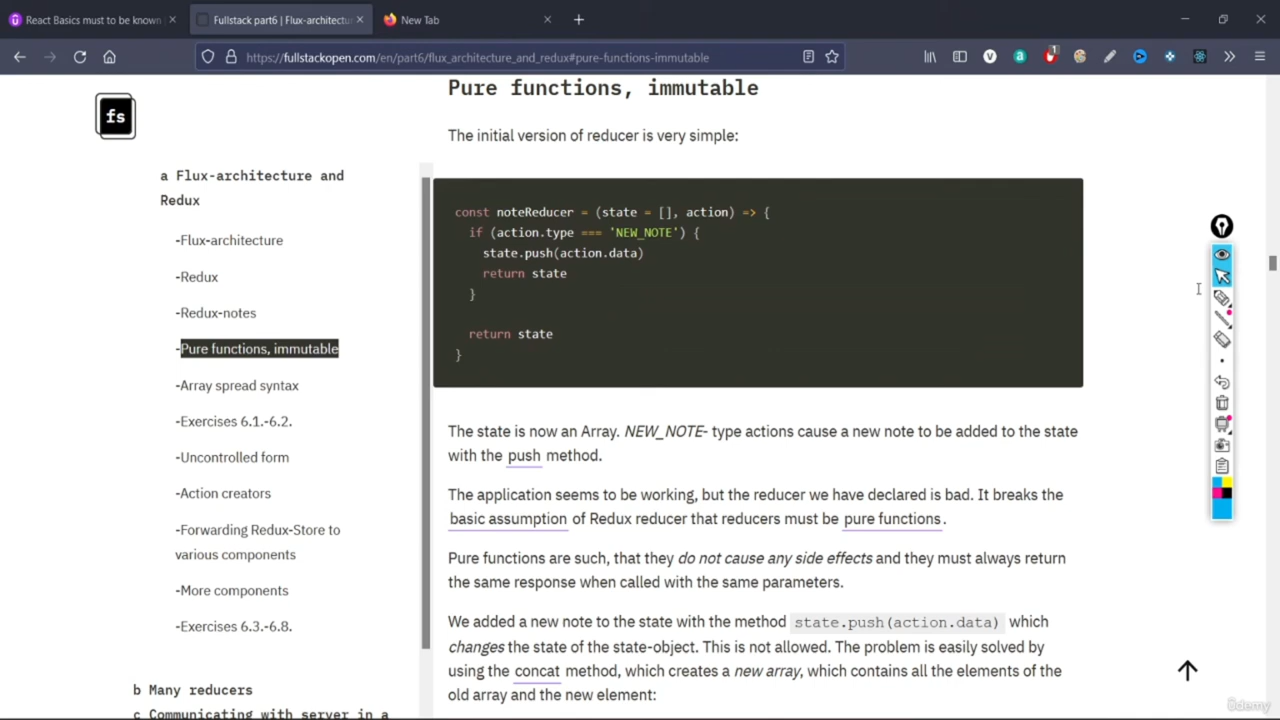 React Basics must to be known
Fullstack part6 | Flux-architectu
New Tab
https://fullstackopen.com/en/part6/flux_architecture_and_redux#pure-functions-immutable
1
fs
a Flux-architecture and
Redux
-Flux-architecture
-Redux
-Redux-notes
-Pure functions, immutable
-Array spread syntax
-Exercises 6.1.-6.2.
-Uncontrolled form
-Action creators
-Forwarding Redux-Store to
various components
-More components
-Exercises 6.3.-6.8.
b Many reducers
c Communicating with server in a
Pure functions, immutable
The initial version of reducer is very simple:
const noteReducer = (state = [], action) => {
if (action.type === 'NEW_NOTE') {
state.push(action.data)
return state
}
return state
}
The state is now an Array. NEW_NOTE- type actions cause a new note to be added to the state
with the push method.
The application seems to be working, but the reducer we have declared is bad. It breaks the
basic assumption of Redux reducer that reducers must be pure functions.
Pure functions are such, that they do not cause any side effects and they must always return
the same response when called with the same parameters.
We added a new note to the state with the method state.push(action.data) which
changes the state of the state-object. This is not allowed. The problem is easily solved by
using the concat method, which creates a new array, which contains all the elements of the
old array and the new element:
Udemy